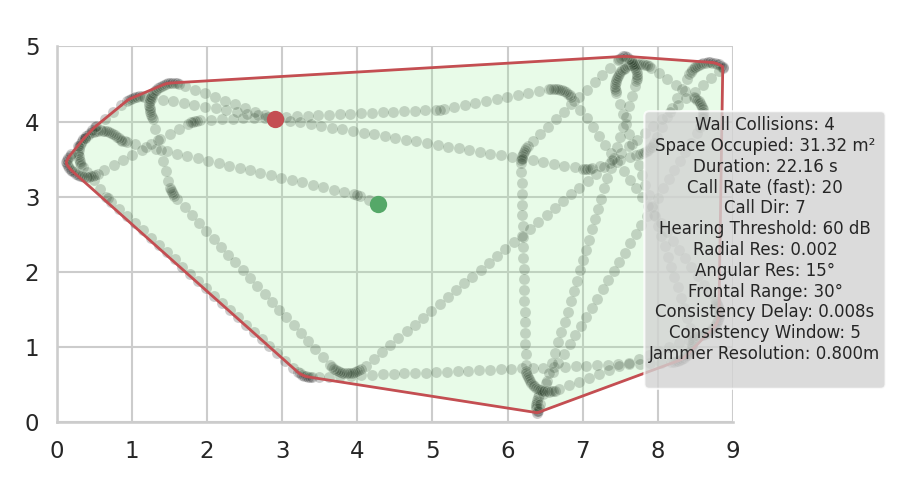 5
4
3
2
1
0
0 1 2 3 4 5 6 7 8 9
Wall Collisions: 4
Space Occupied: 31.32 m²
Duration: 22.16 s
Call Rate (fast): 20
Call Dir: 7
Hearing Threshold: 60 dB
Radial Res: 0.002
Angular Res: 15°
Frontal Range: 30°
Consistency Delay: 0.008s
Consistency Window: 5
Jammer Resolution: 0.800m